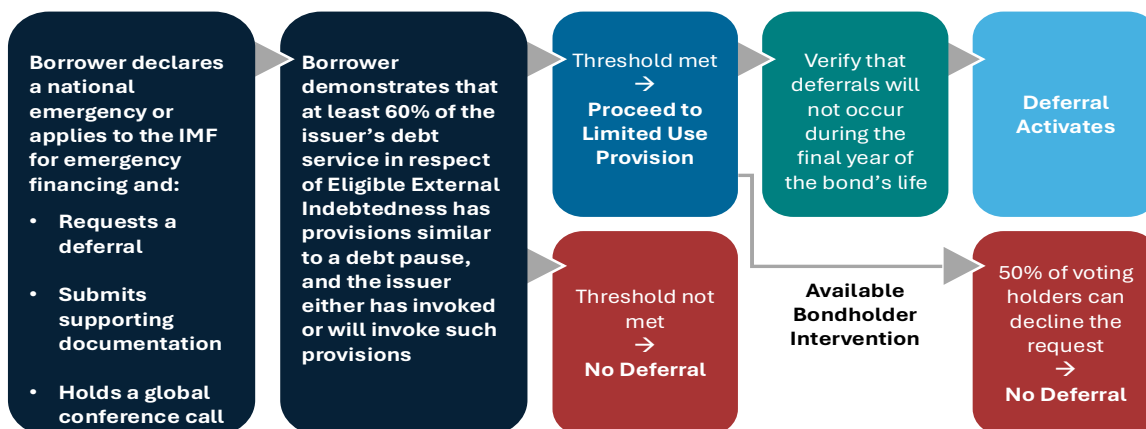 Borrower declares
a national
emergency or
applies to the IMF
for emergency
financing and:
• Requests a
deferral
• Submits
supporting
documentation
• Holds a global
conference call
Borrower
demonstrates that
at least 60% of the
issuer’s debt
service in respect
of Eligible External
Indebtedness has
provisions similar
to a debt pause,
and the issuer
either has invoked
or will invoke such
provisions
Threshold met
→
Proceed to
Limited Use
Provision
Verify that
deferrals will
not occur
during the
final year of
the bond’s life
Deferral
Activates
Threshold not
met
→
No Deferral
Available
Bondholder
Intervention
50% of voting
holders can
decline the
request
→
No Deferral